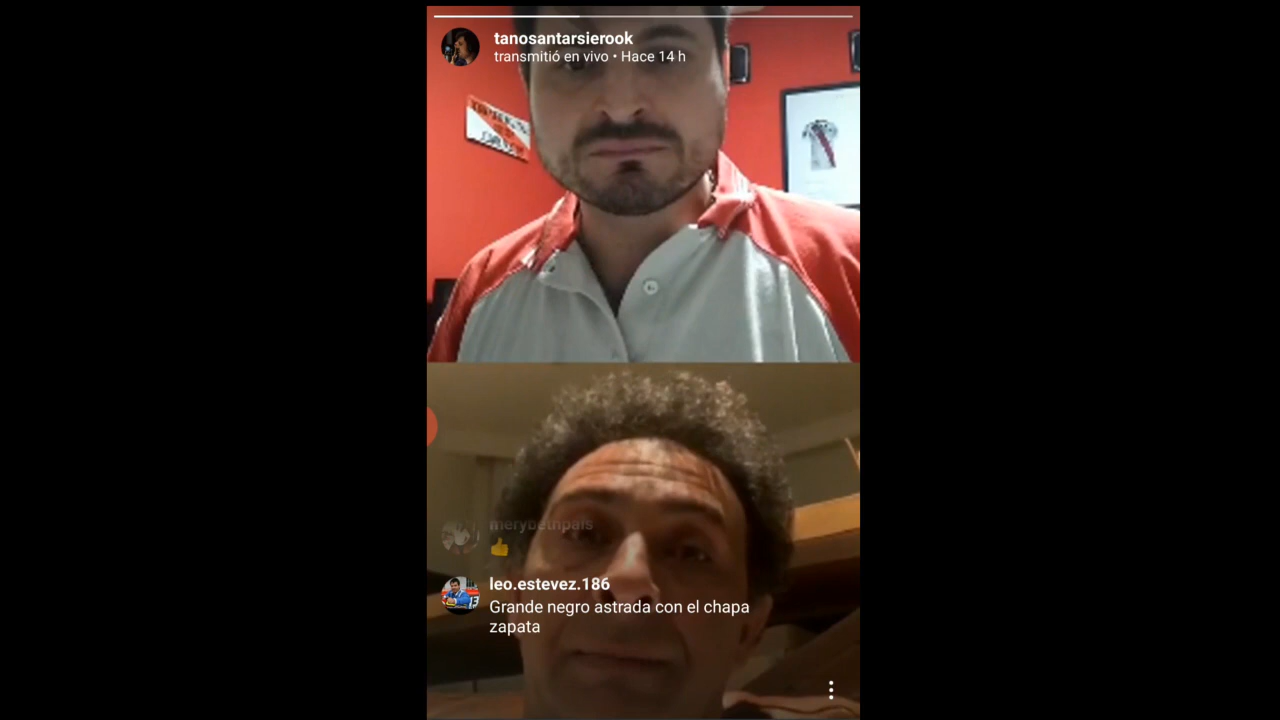 tanosantarsierook
transmitió en vivo • Hace 14 h
merybethpais
leo.estevez.186
Grande negro astrada con el chapa
zapata